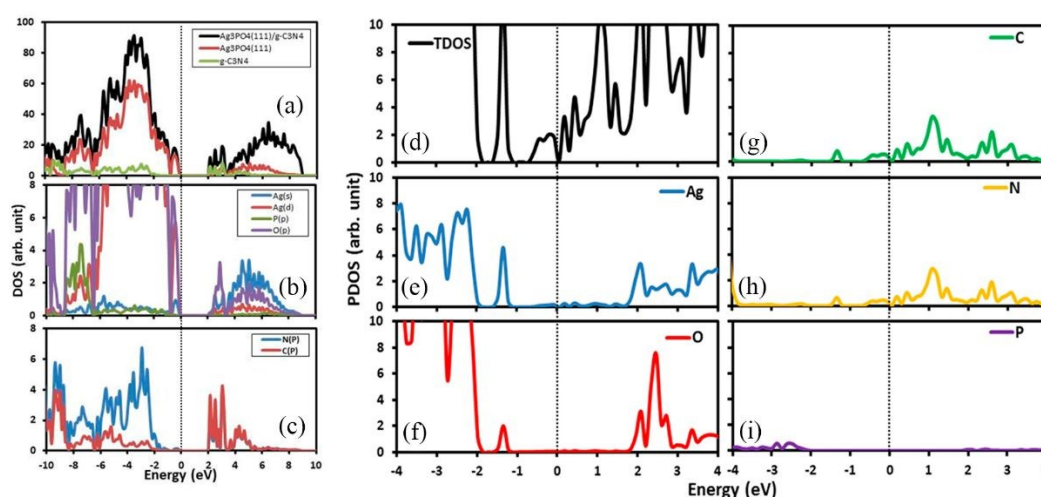 100
80
60
40
20
0
Ag3PO4(111)/g-C3N4
Ag3PO4(111)
g-C3N4
(a)
8
6
4
2
0
Ag(s)
Ag(d)
P(p)
O(p)
(b)
DOS (arb. unit)
8
6
4
2
0
N(P)
C(P)
(c)
-10 -8 -6 -4 -2 0 2 4 6 8 10
Energy (eV)
10
8
6
4
2
0
TDOS
(d)
10
8
6
4
2
0
Ag
(e)
PDOS (arb. unit)
10
8
6
4
2
0
O
(f)
-4 -3 -2 -1 0 1 2 3 4
C
(g)
N
(h)
P
(i)
-4 -3 -2 -1 0 1 2 3
Energy (eV)